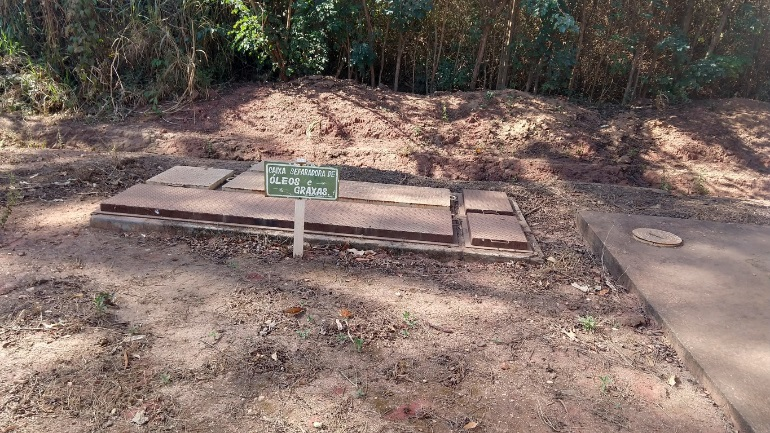 CAIXA SEPARADORA DE
ÓLEOS E
GRAXAS.